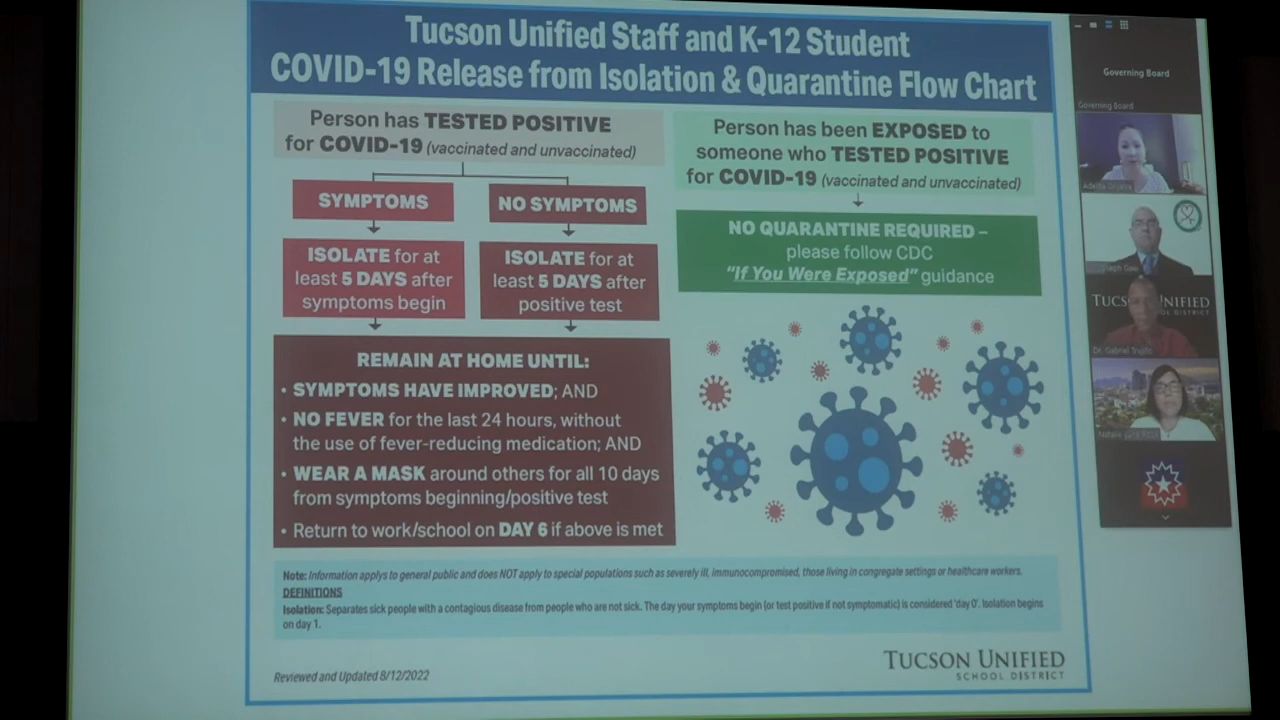 Tucson Unified Staff and K-12 Student
COVID-19 Release from Isolation & Quarantine Flow Chart
Person has TESTED POSITIVE
for COVID-19 (vaccinated and unvaccinated)
SYMPTOMS
NO SYMPTOMS
ISOLATE for at
least 5 DAYS after
symptoms begin
ISOLATE for at
least 5 DAYS after
positive test
REMAIN AT HOME UNTIL:
• SYMPTOMS HAVE IMPROVED; AND
• NO FEVER for the last 24 hours, without
the use of fever-reducing medication; AND
• WEAR A MASK around others for all 10 days
from symptoms beginning/positive test
• Return to work/school on DAY 6 if above is met
Person has been EXPOSED to
someone who TESTED POSITIVE
for COVID-19 (vaccinated and unvaccinated)
NO QUARANTINE REQUIRED –
please follow CDC
"If You Were Exposed" guidance
Note: Information applys to general public and does NOT apply to special populations such as severely ill, immunocompromised, those living in congregate settings or healthcare workers.
DEFINITIONS
Isolation: Separates sick people with a contagious disease from people who are not sick. The day your symptoms begin (or test positive if not symptomatic) is considered 'day 0'. Isolation begins
on day 1.
Reviewed and Updated 8/12/2022
TUCSON UNIFIED
SCHOOL DISTRICT
Governing Board
Governing Board
Adelita Grijalva
TUCSON UNIFIED
Dr. Gabriel Trujillo
Natalie